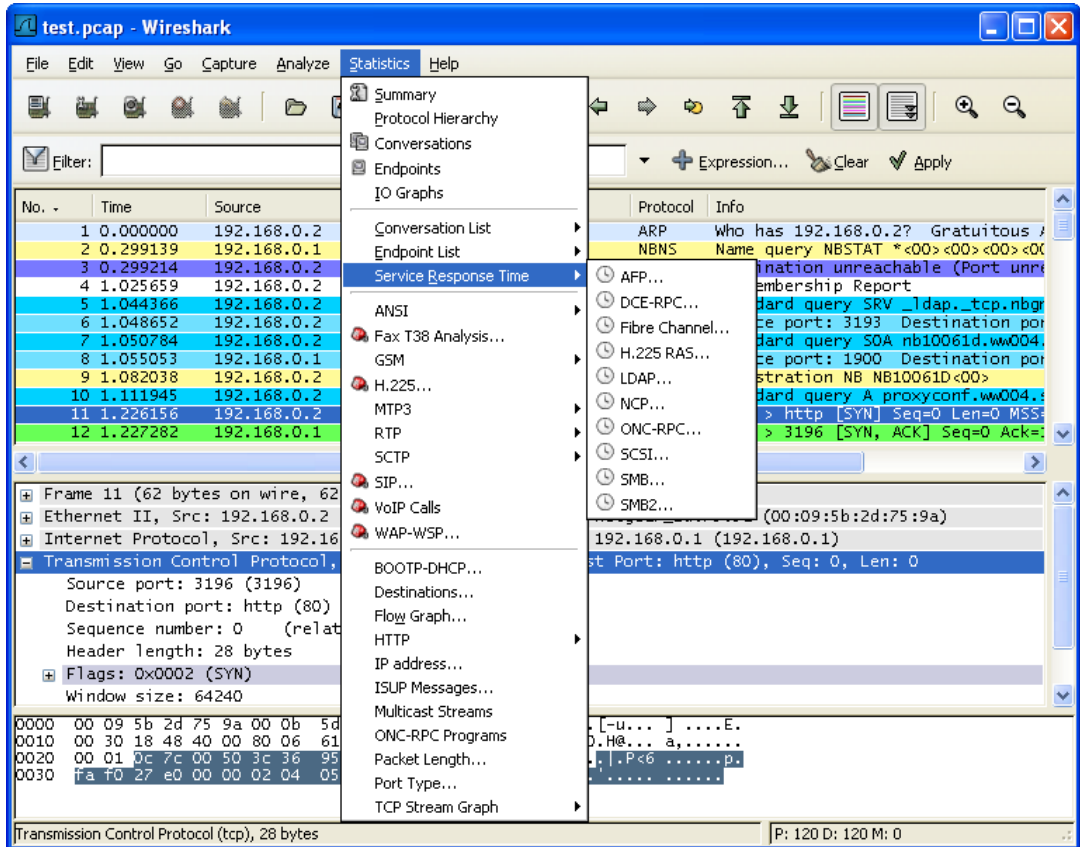 test.pcap - Wireshark
File Edit View Go Capture Analyze Statistics Help
Filter: Expression... Clear Apply
No. Time Source Protocol Info
1 0.000000 192.168.0.2 ARP Who has 192.168.0.2? Gratuitous
2 0.299139 192.168.0.1 NBNS Name query NBSTAT *<00><00><00><00
3 0.299214 192.168.0.2 ination unreachable (Port unre
4 1.025659 192.168.0.2 embership Report
5 1.044366 192.168.0.2 dard query SRV _ldap._tcp.nbgr
6 1.048652 192.168.0.2 ce port: 3193 Destination por
7 1.050784 192.168.0.2 dard query SOA nb10061d.ww004.
8 1.055053 192.168.0.1 ce port: 1900 Destination por
9 1.082038 192.168.0.2 stration NB NB10061D<00>
10 1.111945 192.168.0.2 dard query A proxyconf.ww004.s
11 1.226156 192.168.0.2 > http [SYN] Seq=0 Len=0 MSS=
12 1.227282 192.168.0.1 > 3196 [SYN, ACK] Seq=0 Ack=
Summary
Protocol Hierarchy
Conversations
Endpoints
IO Graphs
Conversation List
Endpoint List
Service Response Time
ANSI
Fax T38 Analysis...
GSM
H.225...
MTP3
RTP
SCTP
SIP...
VoIP Calls
WAP-WSP...
BOOTP-DHCP...
Destinations...
Flow Graph...
HTTP
IP address...
ISUP Messages...
Multicast Streams
ONC-RPC Programs
Packet Length...
Port Type...
TCP Stream Graph
AFP...
DCE-RPC...
Fibre Channel...
H.225 RAS...
LDAP...
NCP...
ONC-RPC...
SCSI...
SMB...
SMB2...
Frame 11 (62 bytes on wire, 62
Ethernet II, Src: 192.168.0.2 (00:09:5b:2d:75:9a)
Internet Protocol, Src: 192.16 192.168.0.1 (192.168.0.1)
Transmission Control Protocol, st Port: http (80), Seq: 0, Len: 0
Source port: 3196 (3196)
Destination port: http (80)
Sequence number: 0 (relat
Header length: 28 bytes
Flags: 0x0002 (SYN)
Window size: 64240
0000 00 09 5b 2d 75 9a 00 0b 5d .[-u... ] ....E.
0010 00 30 18 48 40 00 80 06 61 .0.H@... a,......
0020 00 01 0c 7c 00 50 3c 36 95 ...|.P<6 ......p.
0030 fa f0 27 e0 00 00 02 04 05 ..'..... ......
Transmission Control Protocol (tcp), 28 bytes P: 120 D: 120 M: 0